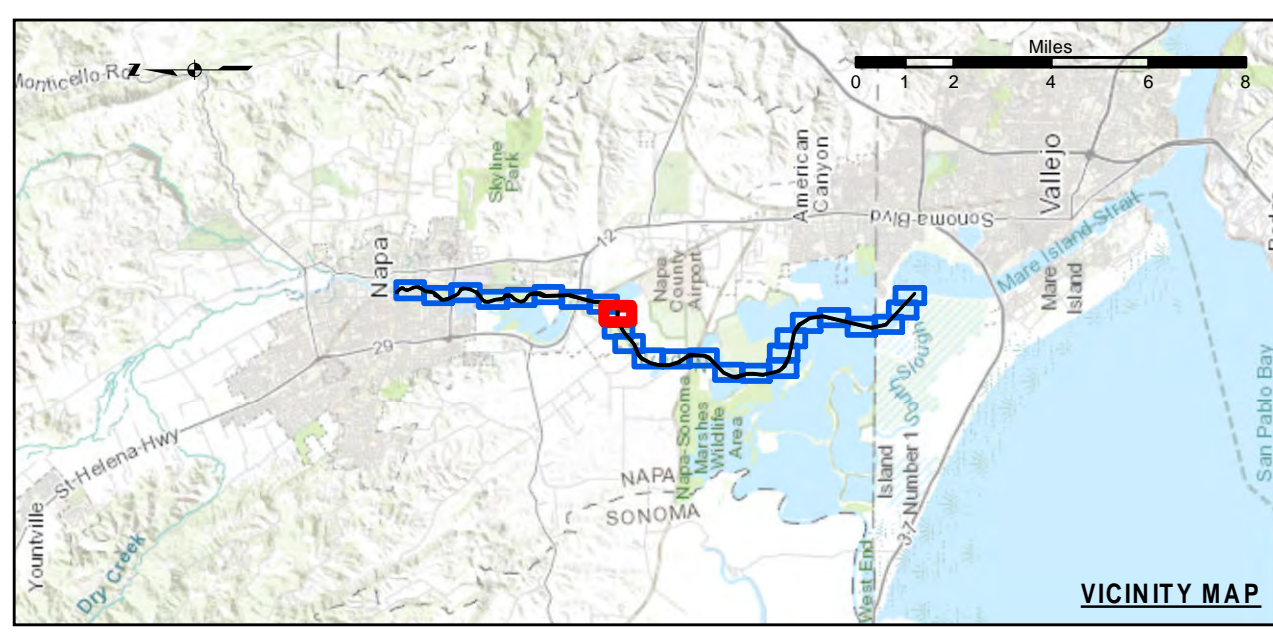 Monticello-Rd
Z
Miles
0 1 2 4 6 8
Skyline
Park
American
Canyon
Vallejo
Sonoma-Blvd
Mare Island-Strait
Mare
Island
12
Napa
Napa
County
Airport
29
South Slough
San Pablo Bay
Napa-Sonoma
Marshes
Wildlife
Area
NAPA
SONOMA
St-Helena-Hwy
Yountville
Dry Creek
Island
Number 1
37
West End
VICINITY MAP